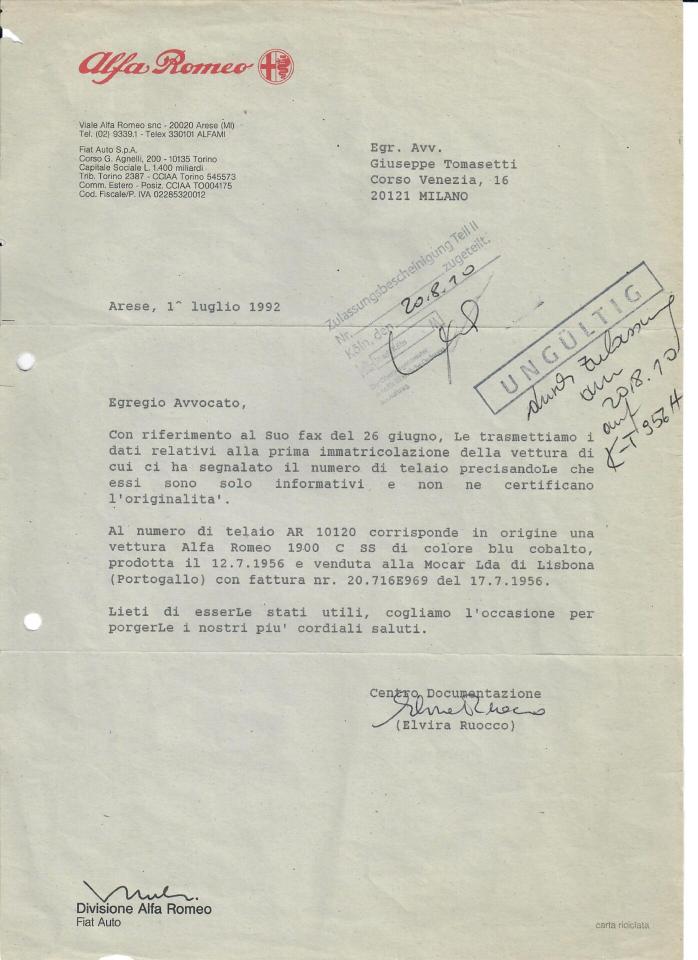 Alfa Romeo
Viale Alfa Romeo snc - 20020 Arese (MI)
Tel. (02) 9339.1 - Telex 330101 ALFAMI
Fiat Auto S.p.A.
Corso G. Agnelli, 200 - 10135 Torino
Capitale Sociale L. 1.400 miliardi
Trib. Torino 2387 - CCIAA Torino 545573
Comm. Estero - Posiz. CCIAA TO004175
Cod. Fiscale/P. IVA 02285320012
Egr. Avv.
Giuseppe Tomasetti
Corso Venezia, 16
20121 MILANO
Zulassungsbescheinigung Teil II
Nr. zugeteilt.
Köln, den 20.8.10
UNGÜLTIG
durch Zulassung
am
20.8.10
auf
K-T 956H
Arese, 1^ luglio 1992
Egregio Avvocato,
Con riferimento al Suo fax del 26 giugno, Le trasmettiamo i
dati relativi alla prima immatricolazione della vettura di
cui ci ha segnalato il numero di telaio precisandoLe che
essi sono solo informativi e non ne certificano
l'originalita'.
Al numero di telaio AR 10120 corrisponde in origine una
vettura Alfa Romeo 1900 C SS di colore blu cobalto,
prodotta il 12.7.1956 e venduta alla Mocar Lda di Lisbona
(Portogallo) con fattura nr. 20.716E969 del 17.7.1956.
Lieti di esserLe stati utili, cogliamo l'occasione per
porgerLe i nostri piu' cordiali saluti.
Centro Documentazione
Elvira Ruocco
(Elvira Ruocco)
Divisione Alfa Romeo
Fiat Auto
carta riciclata